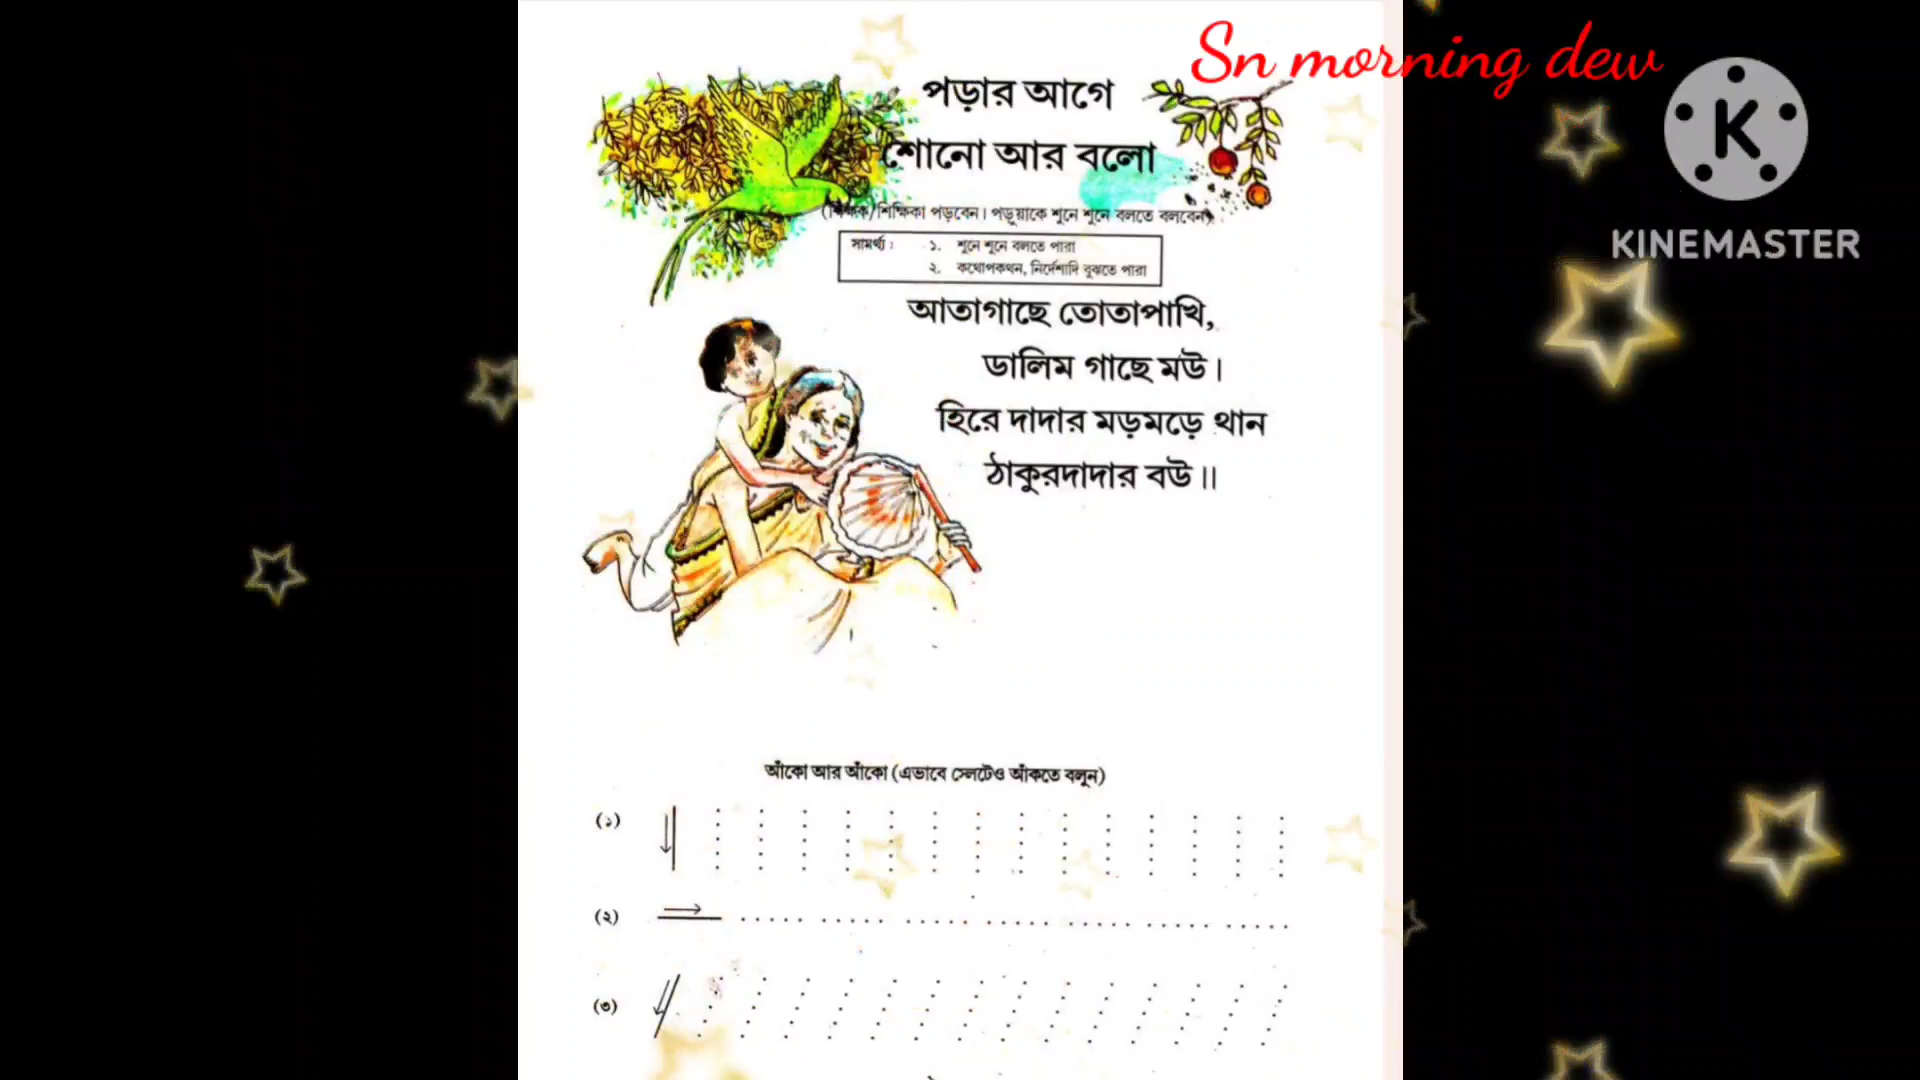 Sn morning dew
KINEMASTER
পড়ার আগে
শোনো আর বলো
(শিক্ষক/শিক্ষিকা পড়বেন। পড়ুয়াকে শুনে শুনে বলতে বলবেন)
সামর্থ্য : ১. শুনে শুনে বলতে পারা
২. কথোপকথন, নির্দেশাদি বুঝতে পারা
আতাগাছে তোতাপাখি,
ডালিম গাছে মউ।
হিরে দাদার মড়মড়ে থান
ঠাকুরদাদার বউ॥
আঁকো আর আঁকো (এভাবে স্লেটেও আঁকতে বলুন)
(১)
(২)
(৩)